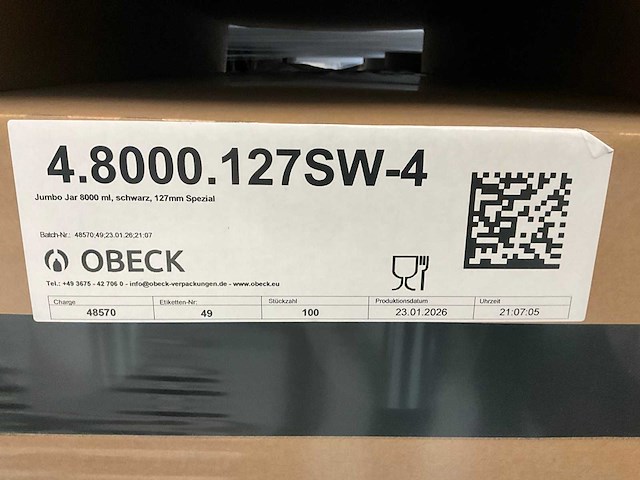 4.8000.127SW-4
Jumbo Jar 8000 ml, schwarz, 127mm Spezial
Batch-Nr.: 48570;49;23.01.26;21:07
OBECK
Tel.: +49 3675 - 42 706 0 - info@obeck-verpackungen.de - www.obeck.eu
Charge Etiketten-Nr: Stückzahl Produktionsdatum Uhrzeit
48570 49 100 23.01.2026 21:07:05